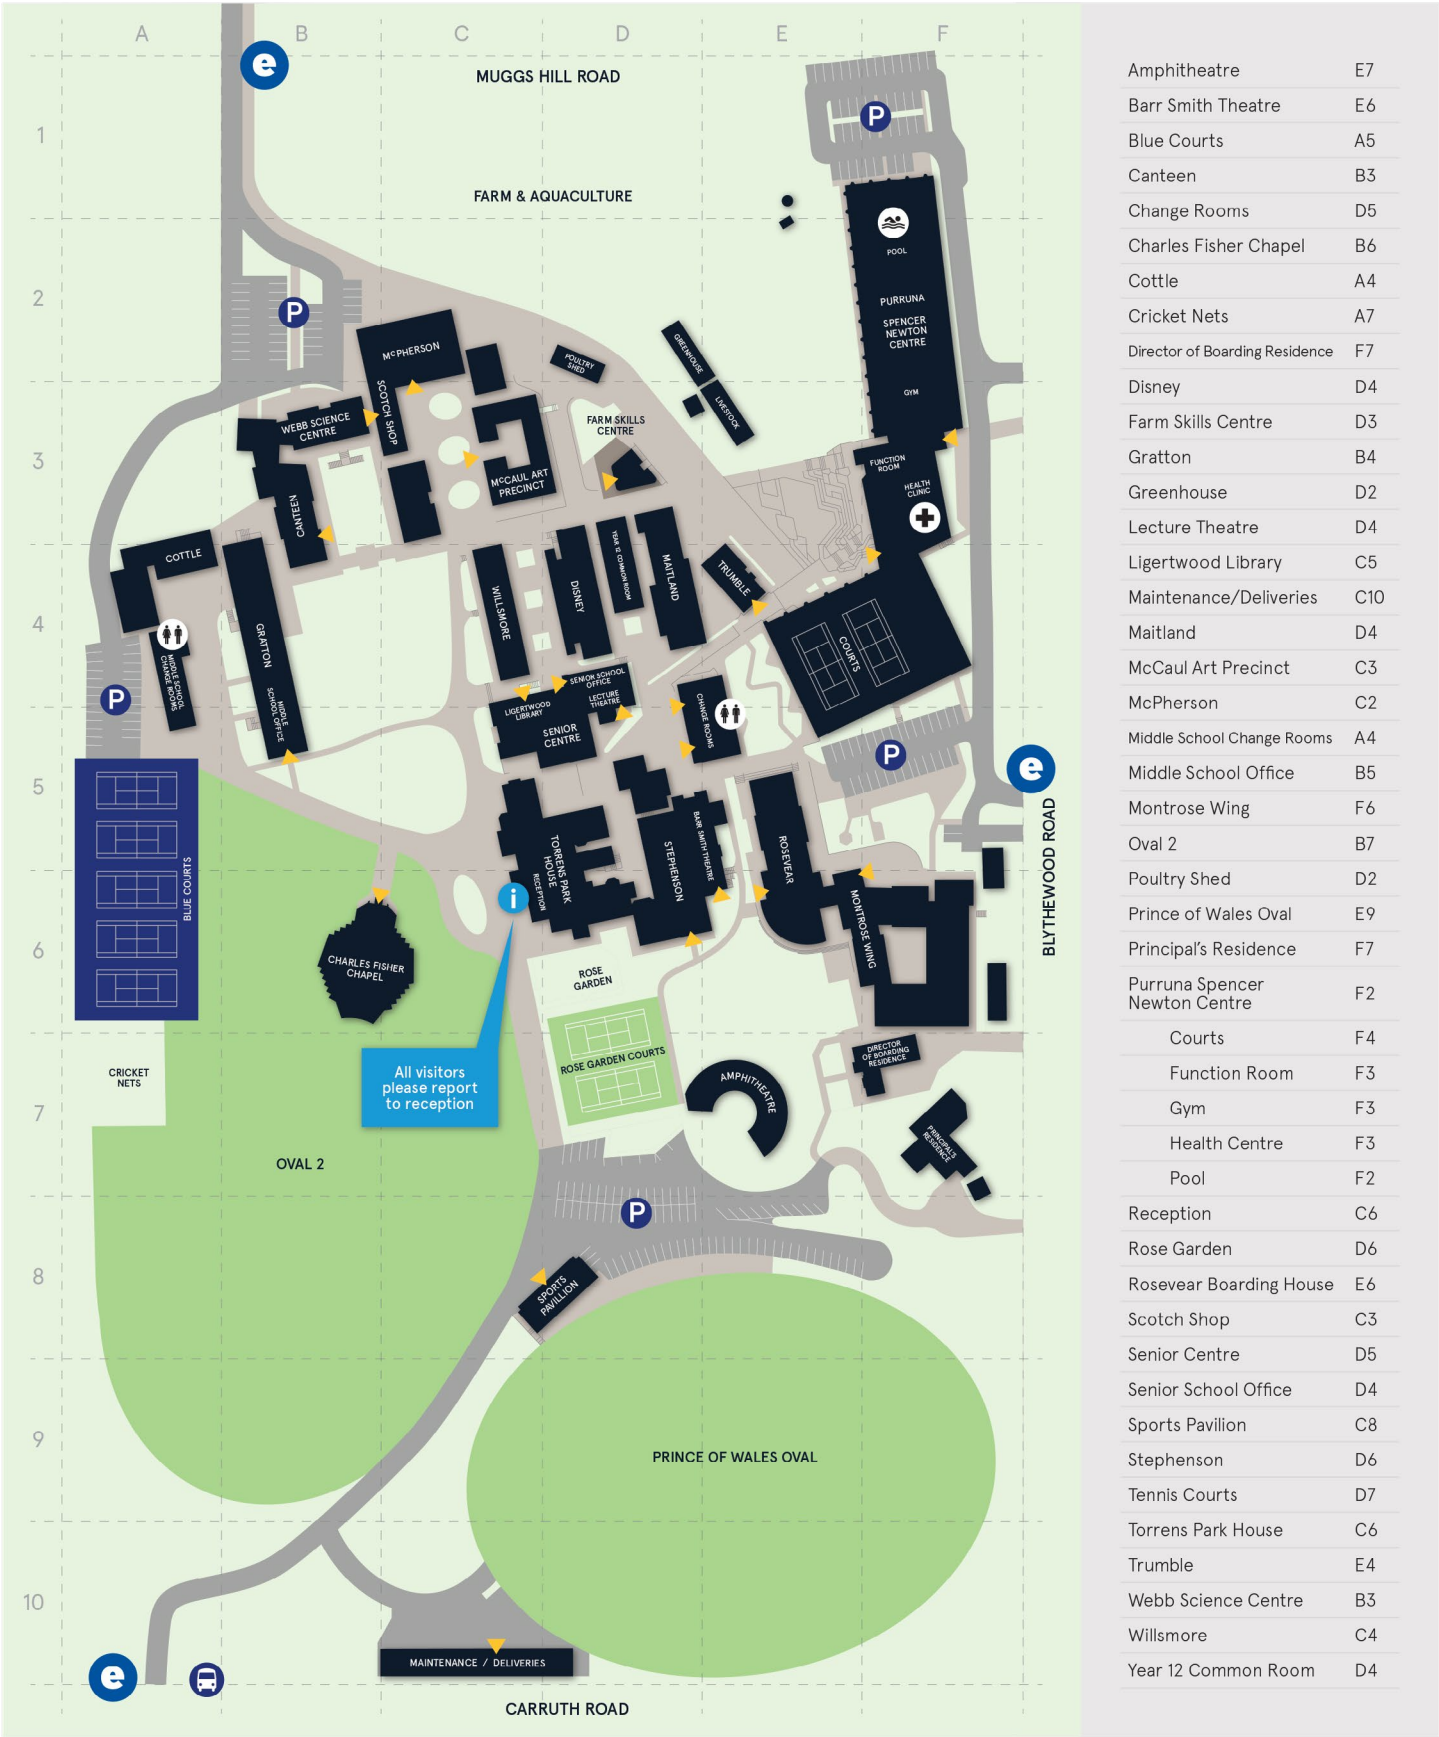 A B C D E F
e
MUGGS HILL ROAD
1
P
FARM & AQUACULTURE
POOL
2
P
PURRUNA
SPENCER
NEWTON
CENTRE
McPHERSON
POULTRY
SHED
GREENHOUSE
LIVESTOCK
GYM
SCOTCH SHOP
WEBB SCIENCE
CENTRE
FARM SKILLS
CENTRE
3
McCAUL ART
PRECINCT
FUNCTION
ROOM
HEALTH
CLINIC
CANTEEN
COTTLE
YEAR 12 COMMON ROOM
MAITLAND
TRUMBLE
DISNEY
WILLSMORE
4
GRATTON
COURTS
MIDDLE SCHOOL
CHANGE ROOMS
P
MIDDLE
SCHOOL OFFICE
SENIOR SCHOOL
OFFICE
LECTURE
THEATRE
LIGERTWOOD
LIBRARY
SENIOR
CENTRE
CHANGE ROOMS
P
e
5
BLUE COURTS
BLYTHEWOOD ROAD
TORRENS PARK
HOUSE
RECEPTION
BARR SMITH THEATRE
STEPHENSON
ROSEVEAR
i
MONTROSE WING
6
CHARLES FISHER
CHAPEL
ROSE
GARDEN
ROSE GARDEN COURTS
DIRECTOR
OF BOARDING
RESIDENCE
CRICKET
NETS
All visitors
please report
to reception
AMPHITHEATRE
7
PRINCIPAL'S
RESIDENCE
OVAL 2
P
8
SPORTS
PAVILLION
9
PRINCE OF WALES OVAL
10
MAINTENANCE / DELIVERIES
e
CARRUTH ROAD
Amphitheatre E7
Barr Smith Theatre E6
Blue Courts A5
Canteen B3
Change Rooms D5
Charles Fisher Chapel B6
Cottle A4
Cricket Nets A7
Director of Boarding Residence F7
Disney D4
Farm Skills Centre D3
Gratton B4
Greenhouse D2
Lecture Theatre D4
Ligertwood Library C5
Maintenance/Deliveries C10
Maitland D4
McCaul Art Precinct C3
McPherson C2
Middle School Change Rooms A4
Middle School Office B5
Montrose Wing F6
Oval 2 B7
Poultry Shed D2
Prince of Wales Oval E9
Principal's Residence F7
Purruna Spencer
Newton Centre F2
Courts F4
Function Room F3
Gym F3
Health Centre F3
Pool F2
Reception C6
Rose Garden D6
Rosevear Boarding House E6
Scotch Shop C3
Senior Centre D5
Senior School Office D4
Sports Pavilion C8
Stephenson D6
Tennis Courts D7
Torrens Park House C6
Trumble E4
Webb Science Centre B3
Willsmore C4
Year 12 Common Room D4